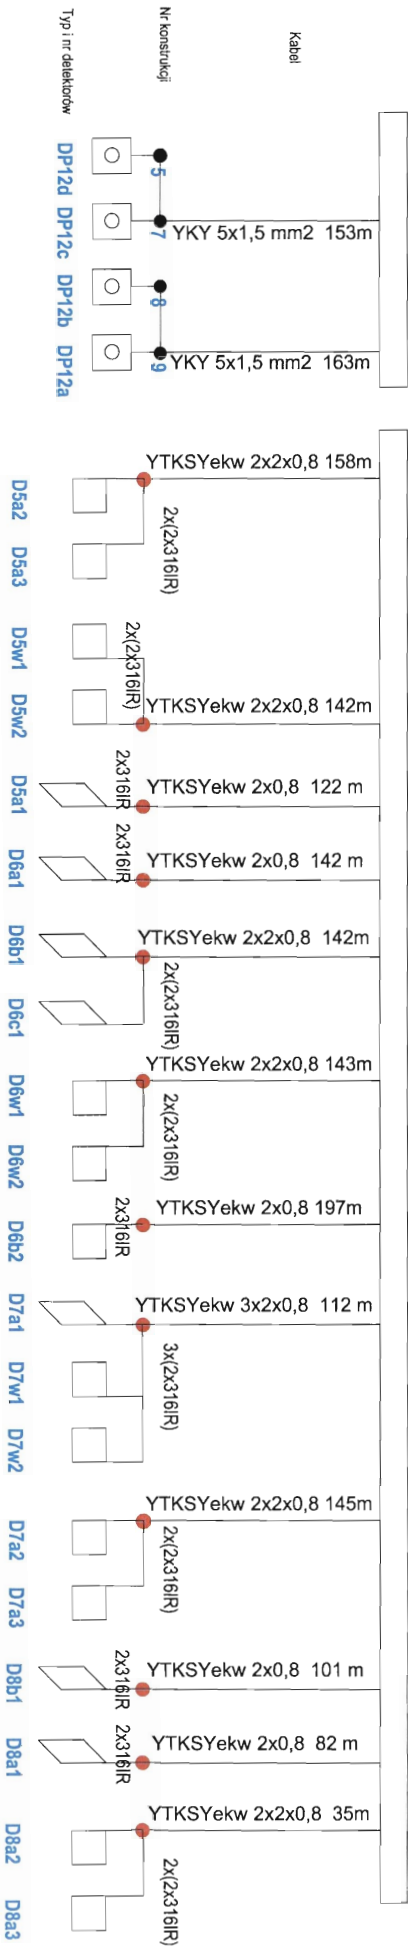 Kabel
Nr konstrukcji
Typ i nr detektorów
5
DP12d
7
DP12c
YKY 5x1,5 mm2 153m
8
DP12b
9
DP12a
YKY 5x1,5 mm2 163m
YTKSYekw 2x2x0,8 158m
2x(2x316IR)
D5a2
D5a3
2x(2x316IR)
YTKSYekw 2x2x0,8 142m
D5w1
D5w2
YTKSYekw 2x0,8 122 m
2x316IR
D5a1
YTKSYekw 2x0,8 142 m
2x316IR
D6a1
YTKSYekw 2x2x0,8 142m
2x(2x316IR)
D6b1
D6c1
YTKSYekw 2x2x0,8 143m
2x(2x316IR)
D6w1
D6w2
YTKSYekw 2x0,8 197m
2x316IR
D6b2
YTKSYekw 3x2x0,8 112 m
3x(2x316IR)
D7a1
D7w1
D7w2
YTKSYekw 2x2x0,8 145m
2x(2x316IR)
D7a2
D7a3
YTKSYekw 2x0,8 101 m
2x316IR
D8b1
YTKSYekw 2x0,8 82 m
2x316IR
D8a1
YTKSYekw 2x2x0,8 35m
2x(2x316IR)
D8a2
D8a3